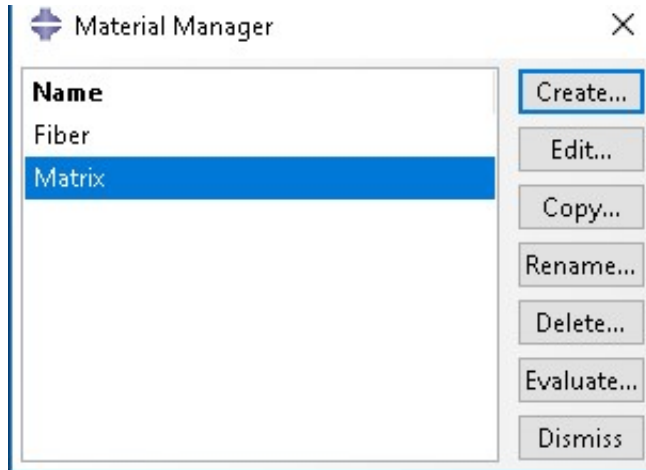 Material Manager
Name
Fiber
Matrix
Create...
Edit...
Copy...
Rename...
Delete...
Evaluate...
Dismiss